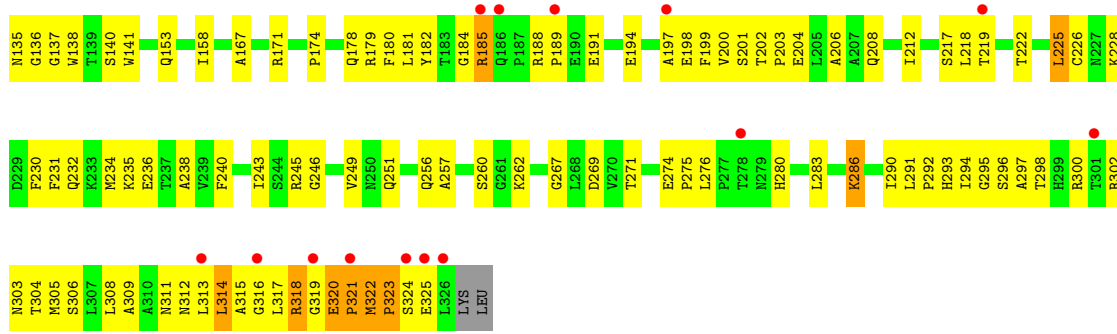 N135 G136 G137 W138 T139 S140 W141 Q153 I158 A167 R171 P174 Q178 R179 F180 L181 Y182 T183 G184 R185 Q186 P187 R188 P189 E190 E191 E194 A197 E198 F199 V200 S201 T202 P203 E204 L205 A206 A207 Q208 I212 S217 L218 T219 T222 L225 C226 N227 K228
D229 F230 F231 Q232 K233 M234 K235 E236 T237 A238 V239 F240 I243 S244 R245 G246 V249 N250 Q251 Q256 A257 S260 G261 K262 G267 L268 D269 V270 T271 E274 P275 L276 P277 T278 N279 H280 L283 K286 I290 L291 P292 H293 I294 G295 S296 A297 T298 H299 R300 T301 R302
N303 T304 M305 S306 L307 L308 A309 A310 N311 N312 L313 L314 A315 G316 L317 R318 G319 E320 P321 M322 P323 S324 E325 L326 LYS LEU